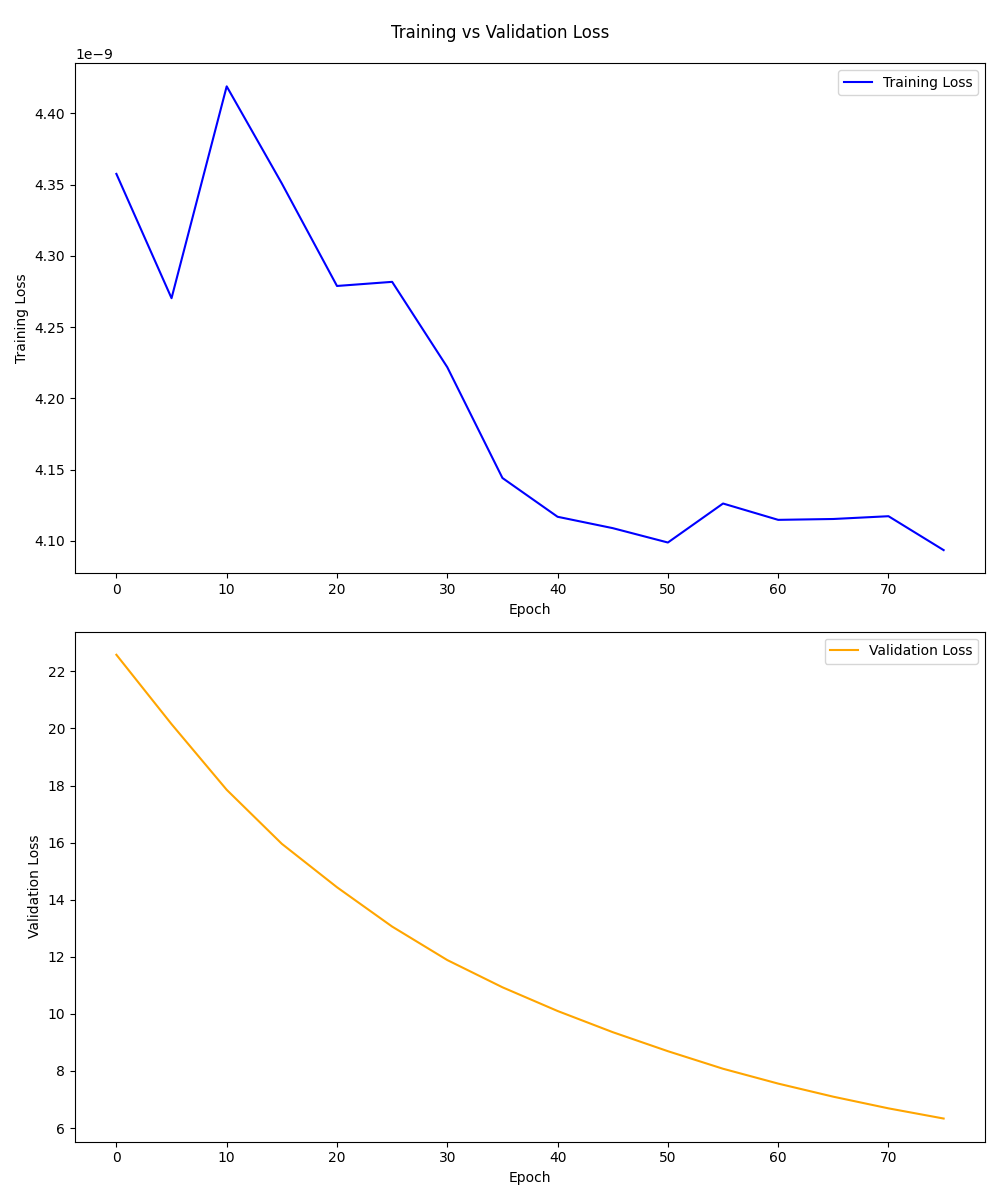 Training vs Validation Loss
1e−9
Training Loss
4.40
4.35
4.30
4.25
4.20
4.15
4.10
Training Loss
0 10 20 30 40 50 60 70
Epoch
Validation Loss
22
20
18
16
14
12
10
8
6
Validation Loss
0 10 20 30 40 50 60 70
Epoch